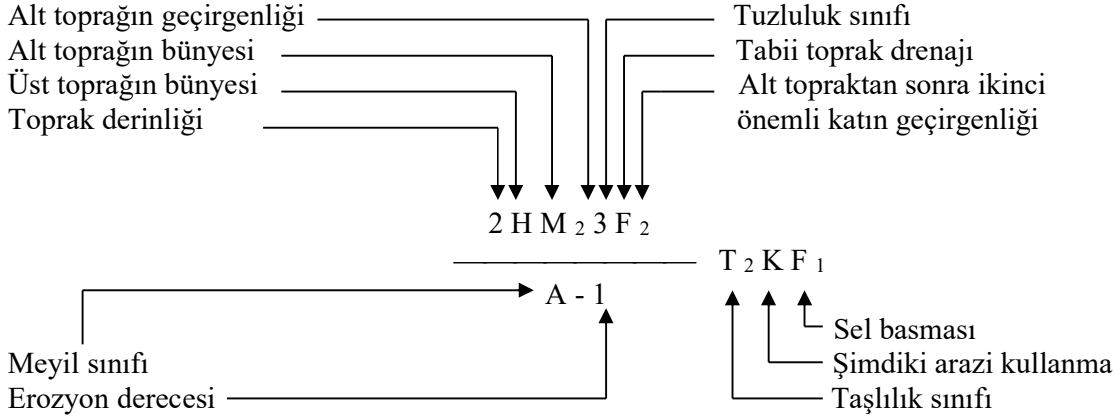 Alt toprağın geçirgenliği
Alt toprağın bünyesi
Üst toprağın bünyesi
Toprak derinliği
Tuzluluk sınıfı
Tabii toprak drenajı
Alt topraktan sonra ikinci
önemli katın geçirgenliği
2 H M 2 3 F 2
T 2 K F 1
A - 1
Sel basması
Meyil sınıfı
Şimdiki arazi kullanma
Erozyon derecesi
Taşlılık sınıfı